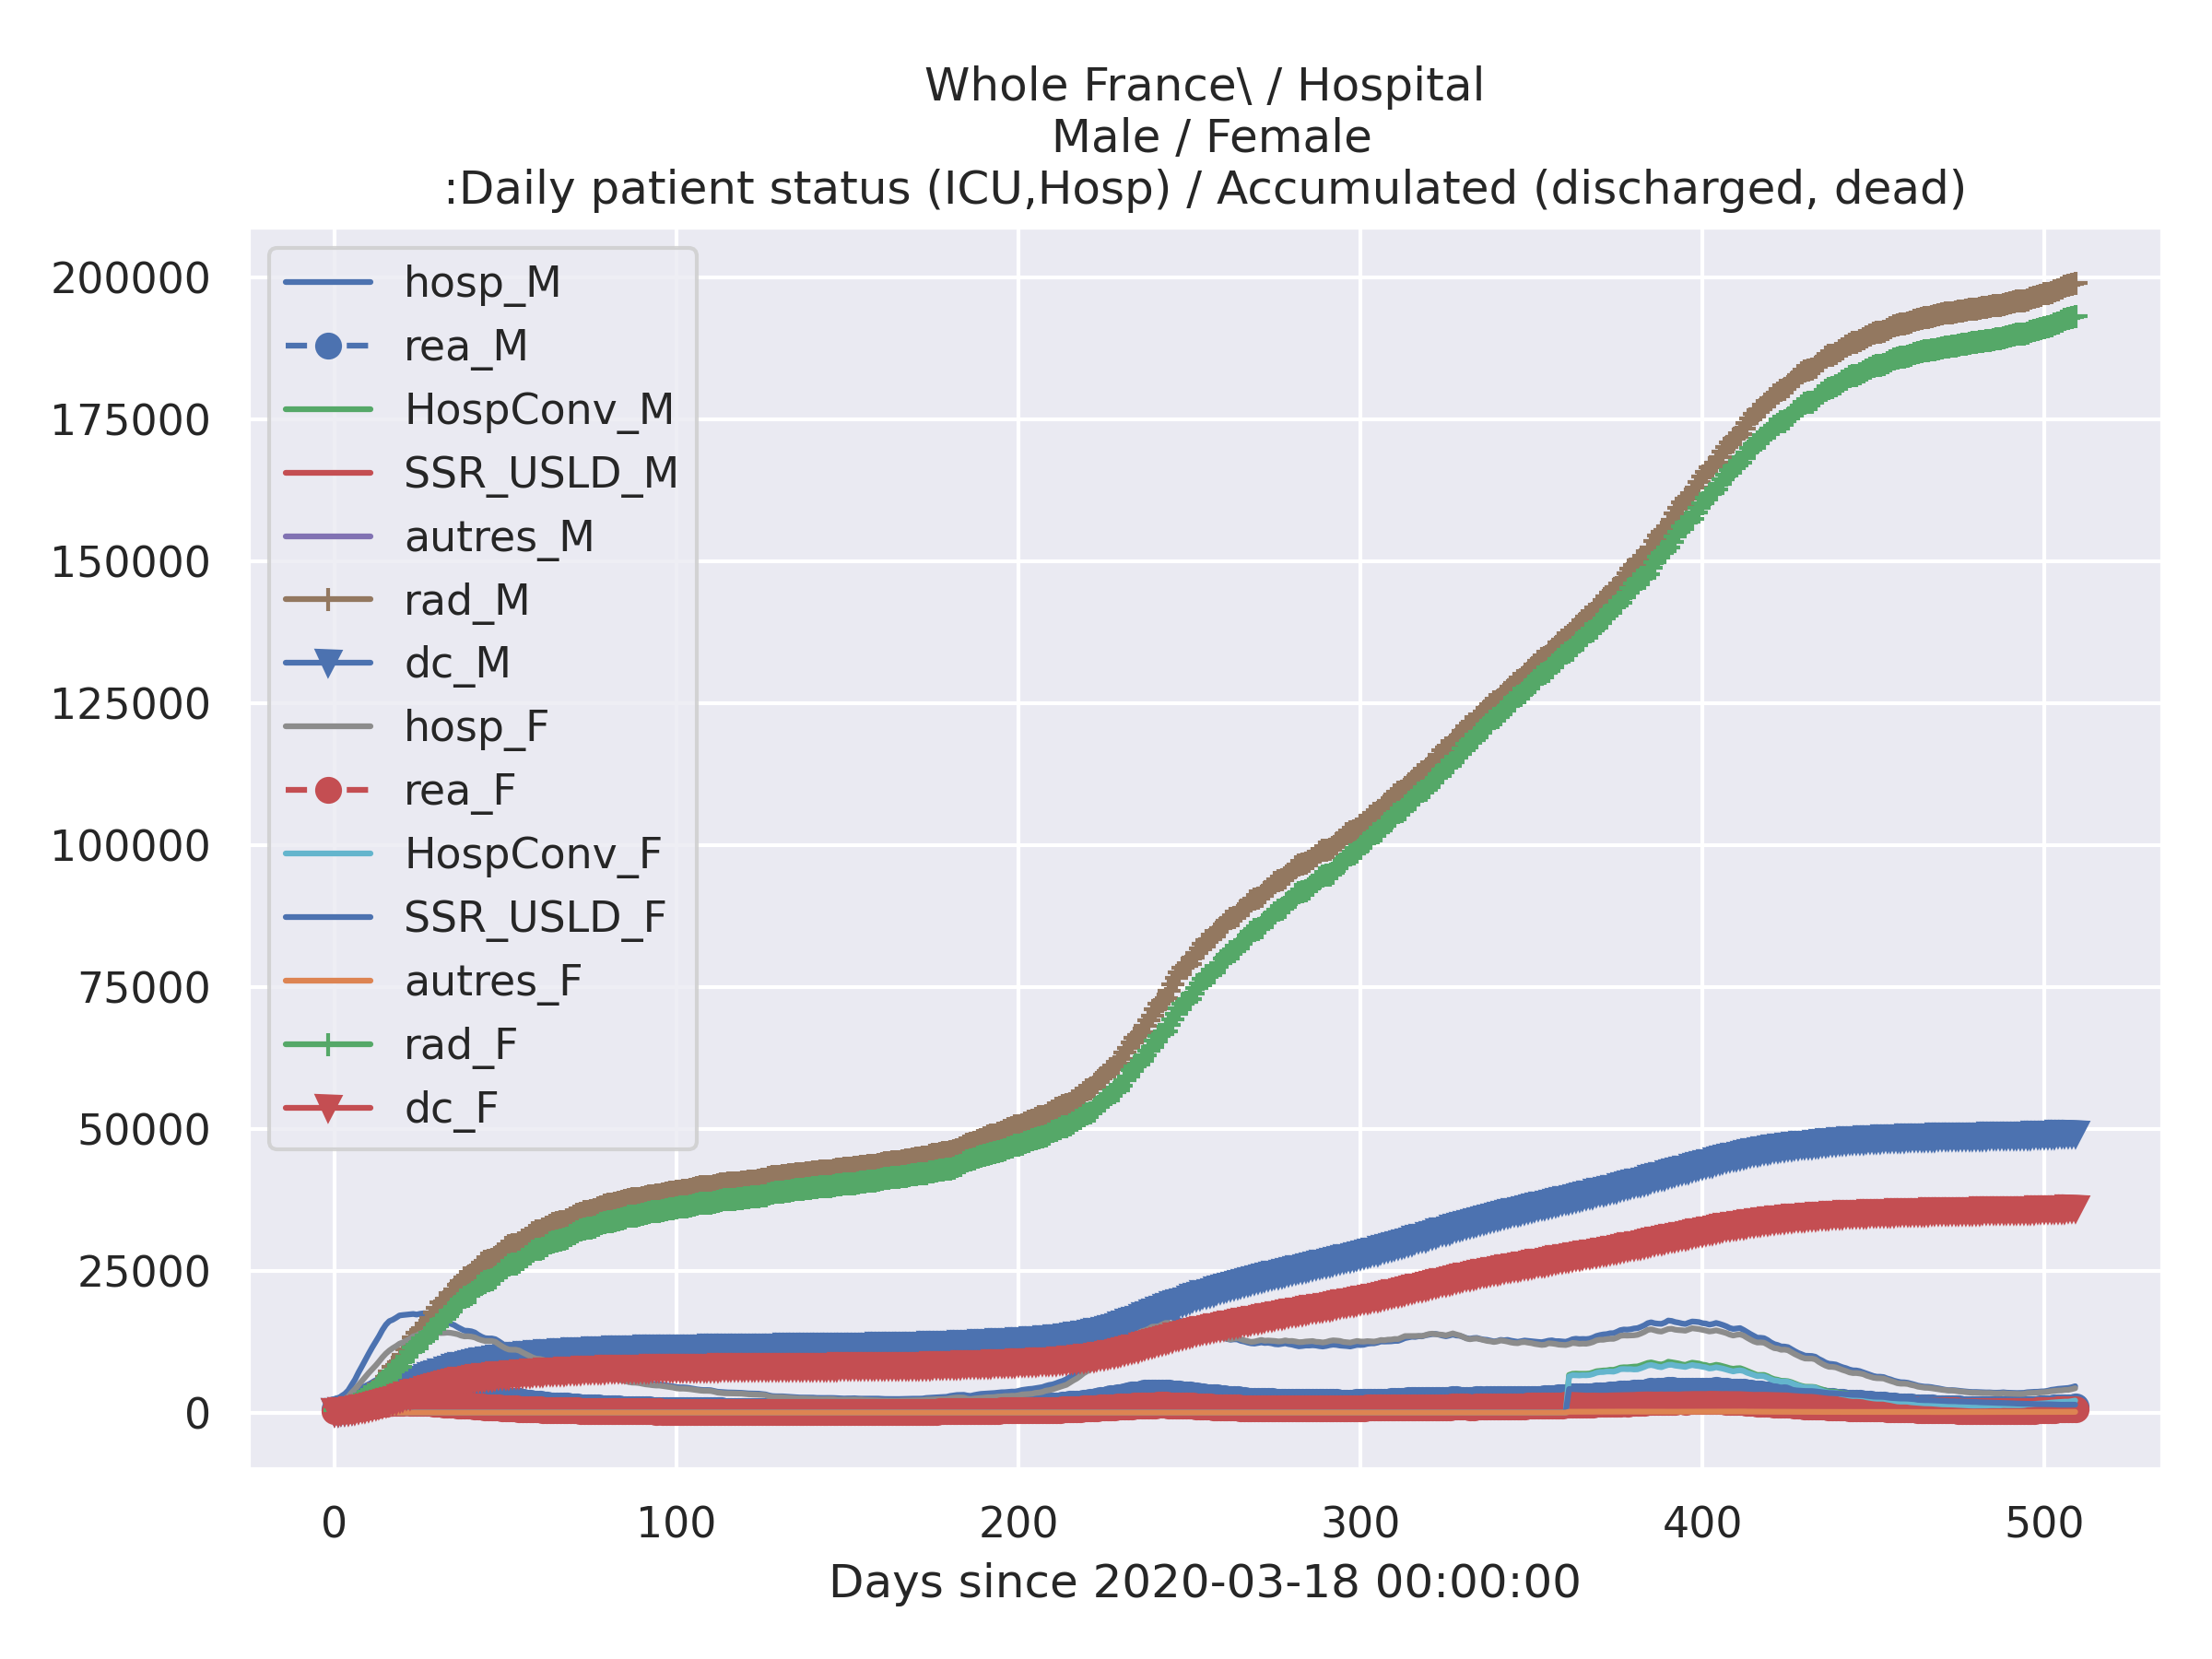 Whole France\ / Hospital
Male / Female
:Daily patient status (ICU,Hosp) / Accumulated (discharged, dead)
200000
175000
150000
125000
100000
75000
50000
25000
0
hosp_M
rea_M
HospConv_M
SSR_USLD_M
autres_M
rad_M
dc_M
hosp_F
rea_F
HospConv_F
SSR_USLD_F
autres_F
rad_F
dc_F
0 100 200 300 400 500
Days since 2020-03-18 00:00:00